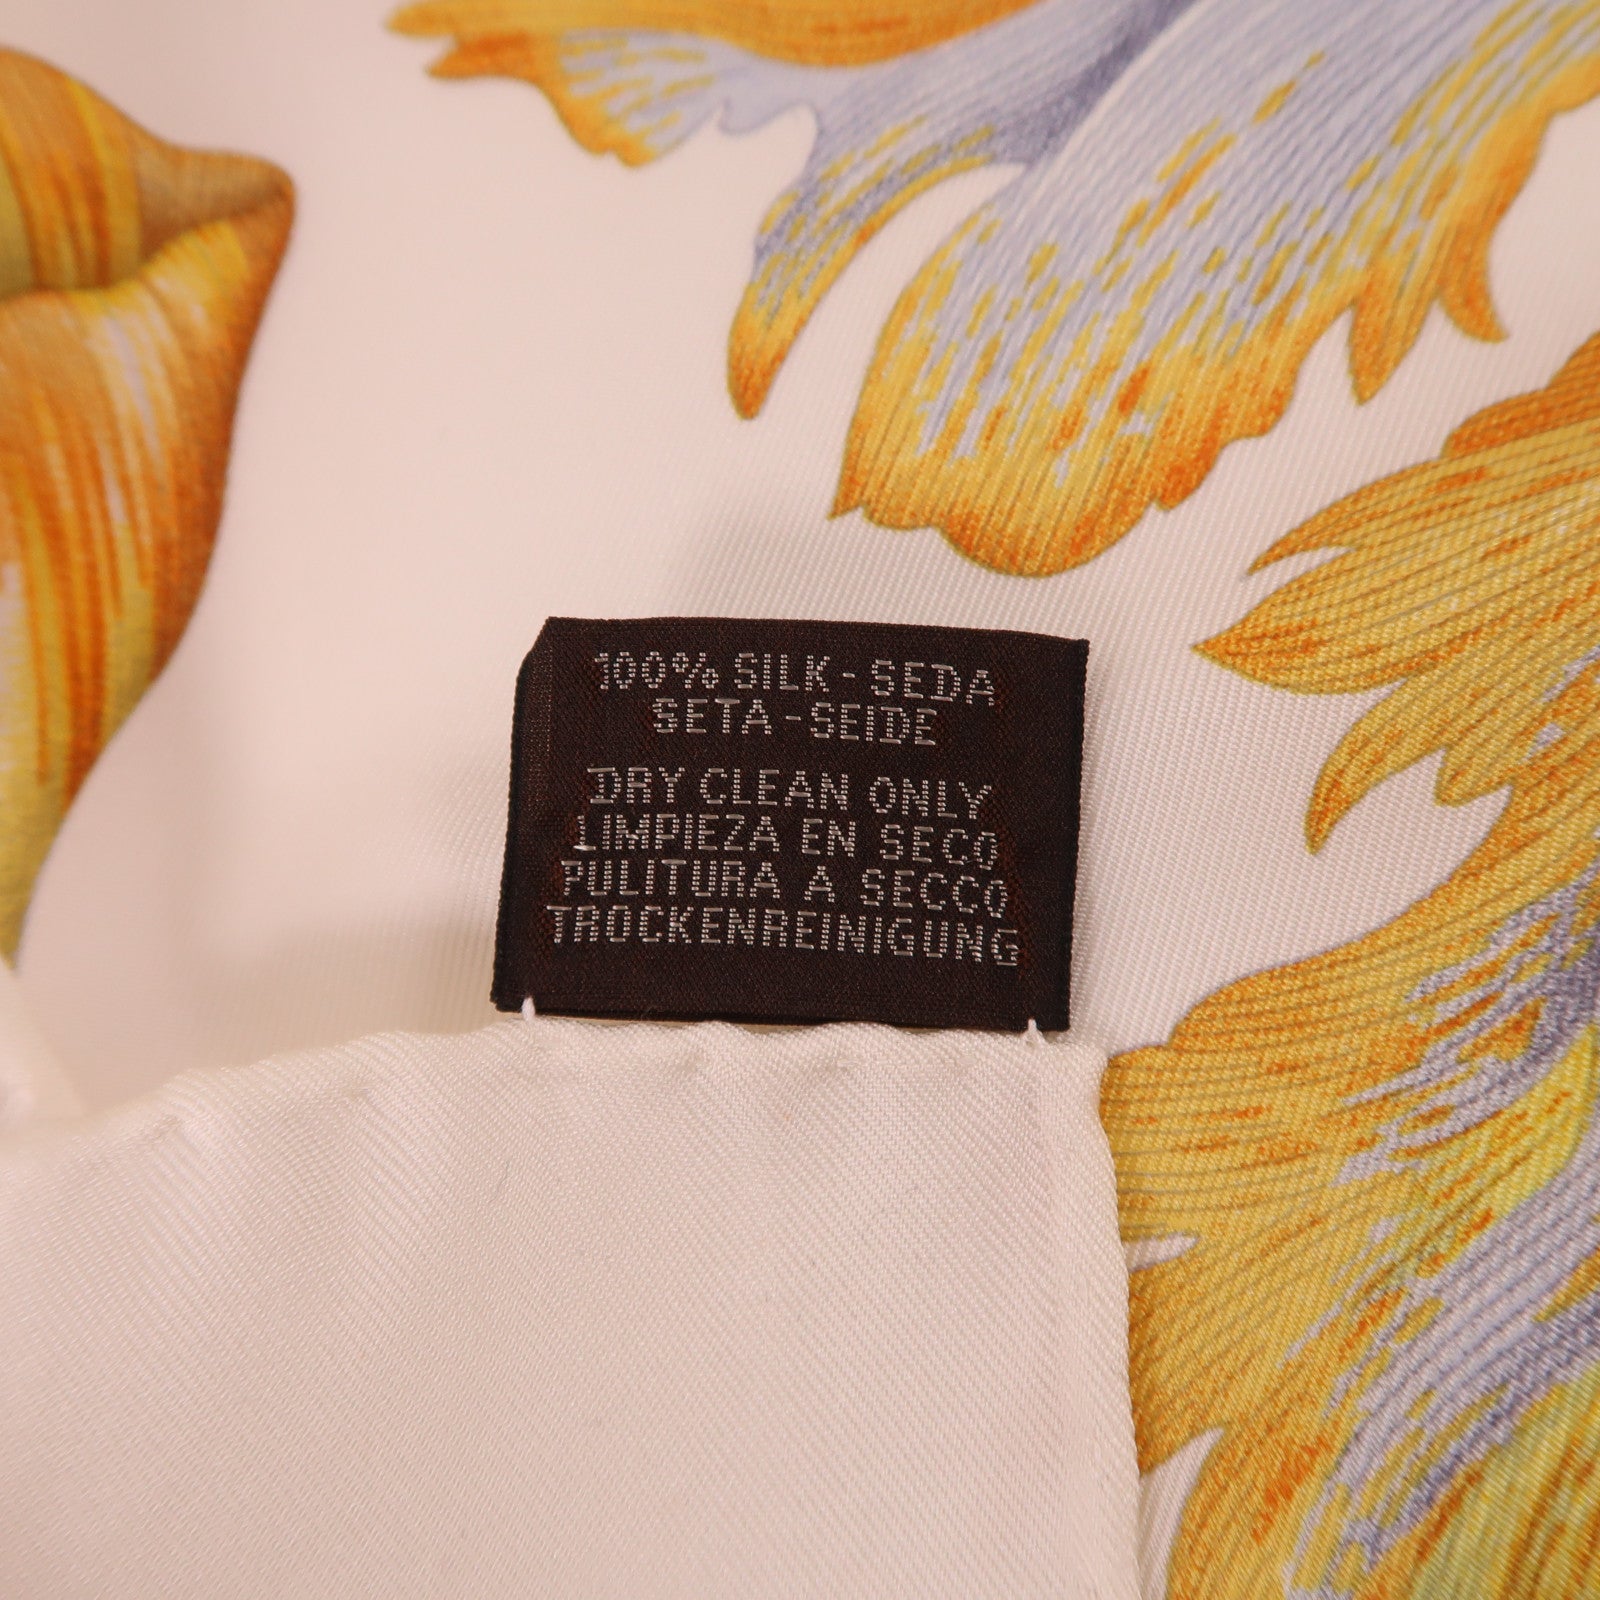 100% SILK - SEDA
SETA - SEIDE
DRY CLEAN ONLY
LIMPIEZA EN SECO
PULITURA A SECCO
TROCKENREINIGUNG